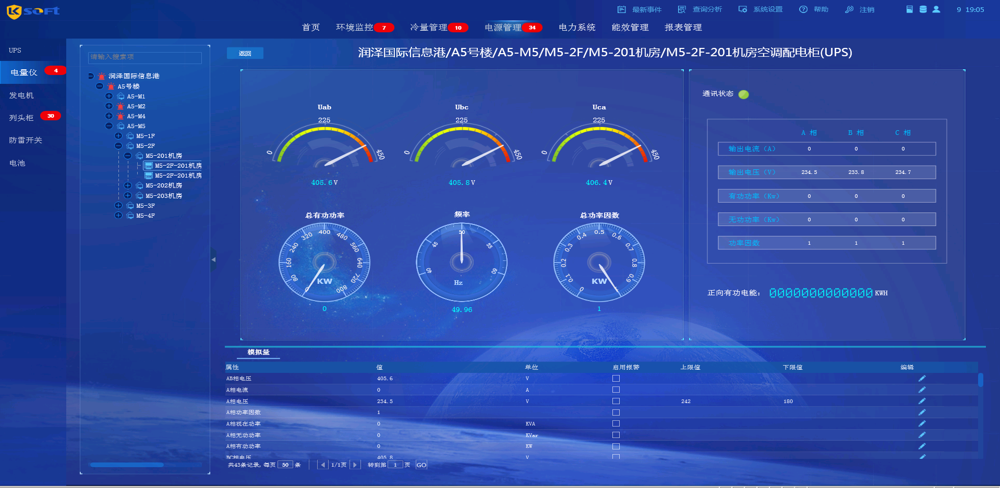 KSOFT
最新事件 查询分析 系统设置 帮助 注销 9 19:05
首页 环境监控 7 冷量管理 10 电源管理 34 电力系统 能效管理 报表管理
UPS
电量仪 4
发电机
列头柜 30
防雷开关
电池
请输入搜索项
润泽国际信息港
A5号楼
A5-M1
A5-M2
A5-M4
A5-M5
M5-1F
M5-2F
M5-201机房
M5-2F-201机房
M5-2F-201机房
M5-202机房
M5-203机房
M5-3F
M5-4F
返回
润泽国际信息港/A5号楼/A5-M5/M5-2F/M5-201机房/M5-2F-201机房空调配电柜(UPS)
Uab
225
0
450
405.6V
Ubc
225
0
450
405.8V
Uca
225
0
450
406.4V
总有功功率
0 80 160 240 320 400 480 560 640 720 800
KW
0
频率
40 45 50 55 60
Hz
49.96
总功率因数
0 0.1 0.2 0.3 0.4 0.5 0.6 0.7 0.8 0.9
KW
1
通讯状态
A 相 B 相 C 相
输出电流（A） 0 0 0
输出电压（V） 234.5 233.8 234.7
有功功率（Kw） 0 0 0
无功功率（Kw） 0 0 0
功率因数 1 1 1
正向有功电能： 0000000000000 KWH
模拟量
属性 值 单位 启用报警 上限值 下限值 编辑
AB相电压 405.6 V
A相电流 0 A
A相电压 234.5 V 242 180
A相功率因数 1
A相视在功率 0 KVA
A相无功功率 0 KVar
A相有功功率 0 KW
BC相电压 405.8 V
共43条记录, 每页 50 条 1/1页 转到第 1 页 GO